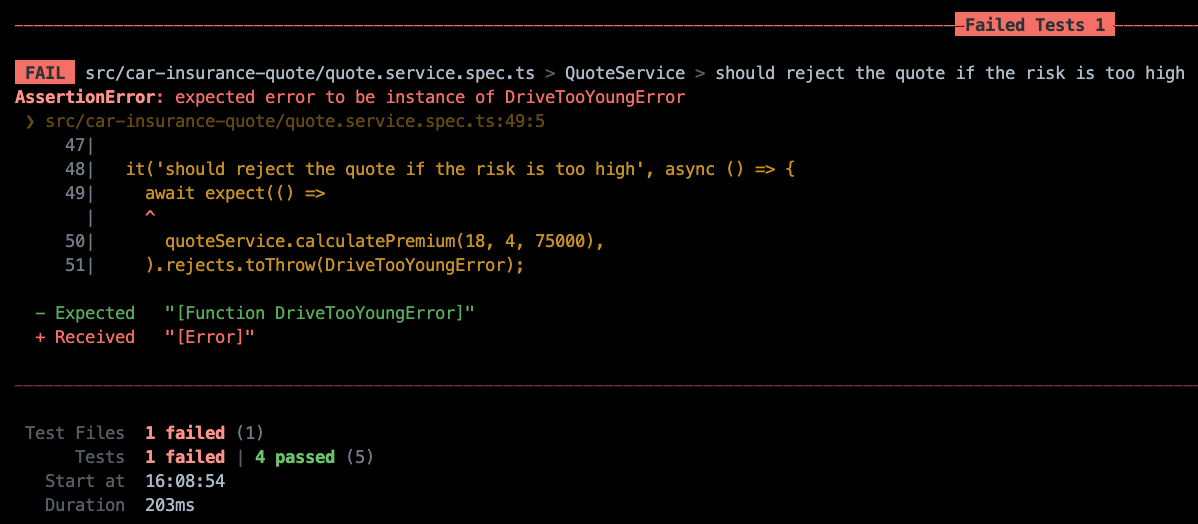 Failed Tests 1
FAIL src/car-insurance-quote/quote.service.spec.ts > QuoteService > should reject the quote if the risk is too high
AssertionError: expected error to be instance of DriveTooYoungError
❯ src/car-insurance-quote/quote.service.spec.ts:49:5
47|
48| it('should reject the quote if the risk is too high', async () => {
49| await expect(() =>
| ^
50| quoteService.calculatePremium(18, 4, 75000),
51| ).rejects.toThrow(DriveTooYoungError);
- Expected "[Function DriveTooYoungError]"
+ Received "[Error]"
Test Files 1 failed (1)
Tests 1 failed | 4 passed (5)
Start at 16:08:54
Duration 203ms